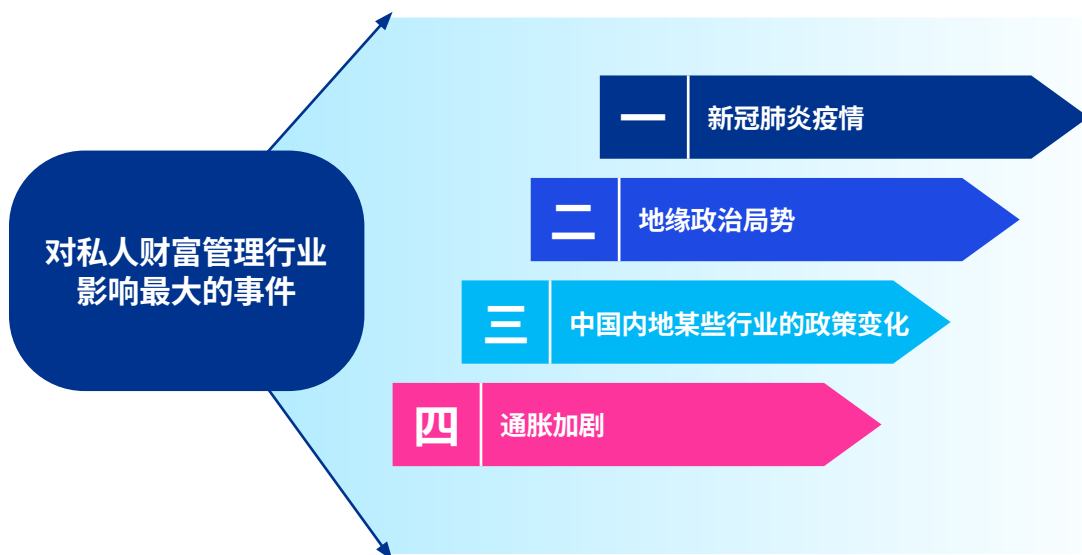 对私人财富管理行业
影响最大的事件
一
新冠肺炎疫情
二
地缘政治局势
三
中国内地某些行业的政策变化
四
通胀加剧